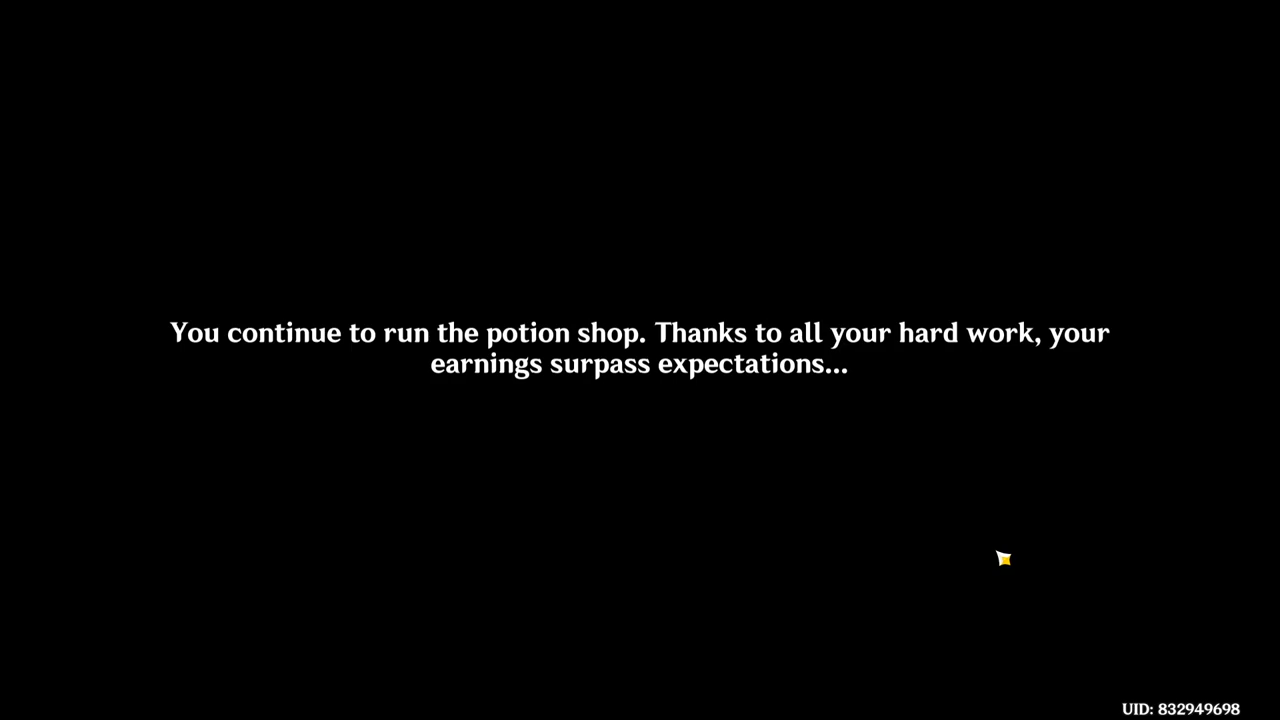 You continue to run the potion shop. Thanks to all your hard work, your
earnings surpass expectations...
UID: 832949698